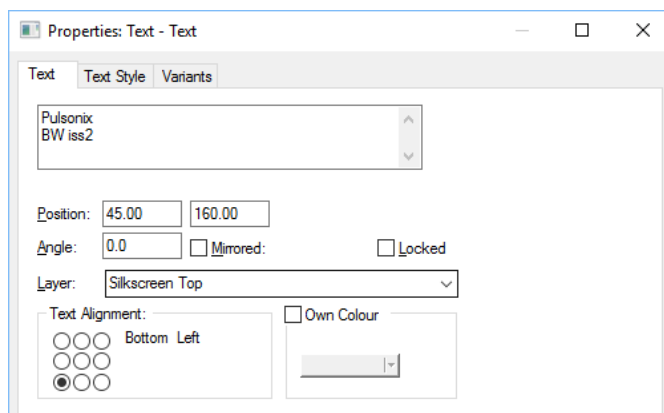 Properties: Text - Text
Text Text Style Variants
Pulsonix
BW iss2
Position: 45.00 160.00
Angle: 0.0 Mirrored: Locked
Layer: Silkscreen Top
Text Alignment: Own Colour
Bottom Left